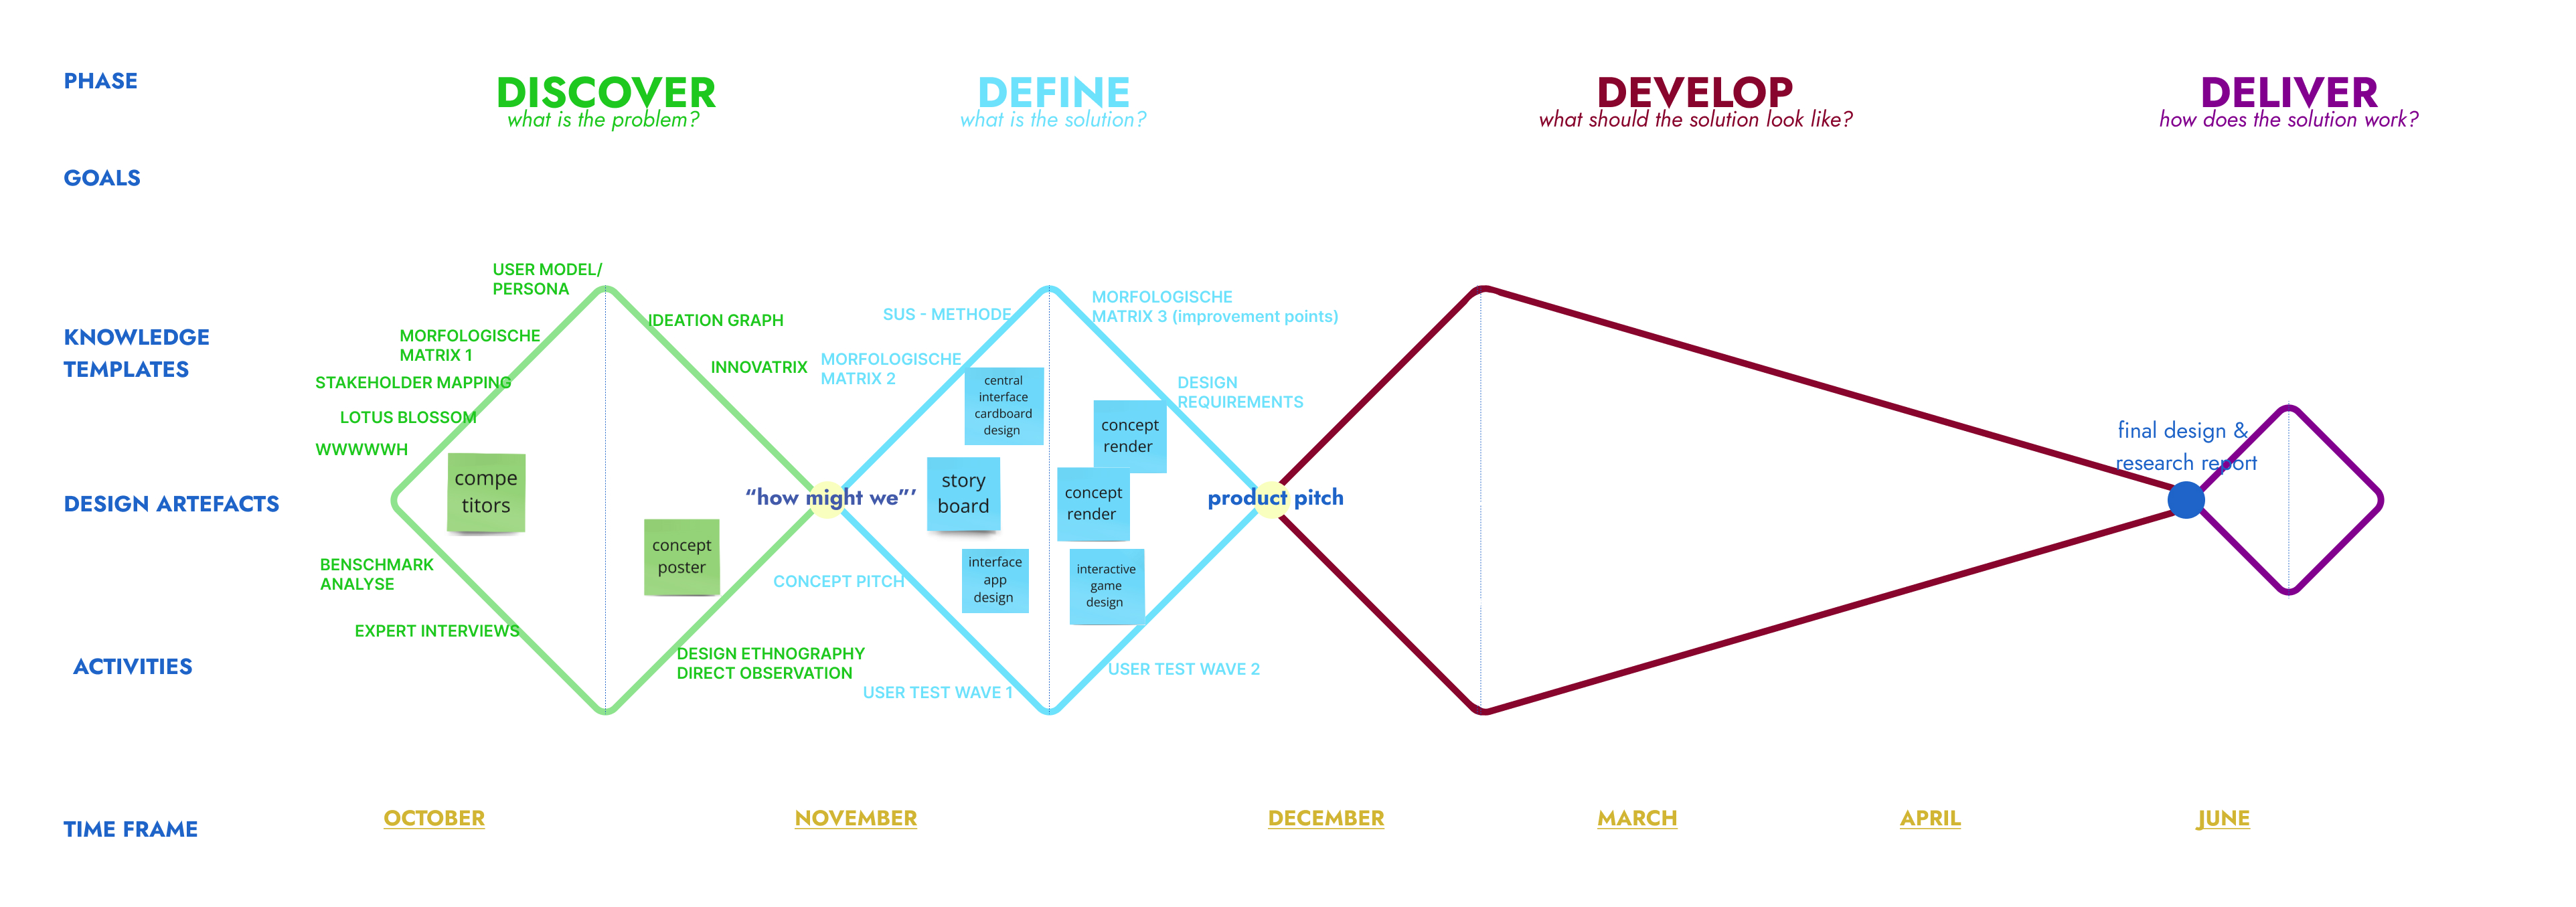 PHASE
DISCOVER
what is the problem?
DEFINE
what is the solution?
DEVELOP
what should the solution look like?
DELIVER
how does the solution work?
GOALS
KNOWLEDGE
TEMPLATES
USER MODEL/
PERSONA
MORFOLOGISCHE
MATRIX 1
STAKEHOLDER MAPPING
LOTUS BLOSSOM
WWWWWH
IDEATION GRAPH
INNOVATRIX
SUS - METHODE
MORFOLOGISCHE
MATRIX 2
MORFOLOGISCHE
MATRIX 3 (improvement points)
DESIGN
REQUIREMENTS
DESIGN ARTEFACTS
compe
titors
concept
poster
“how might we”’
central
interface
cardboard
design
story
board
interface
app
design
concept
render
concept
render
interactive
game
design
product pitch
final design &
research report
ACTIVITIES
BENSCHMARK
ANALYSE
EXPERT INTERVIEWS
DESIGN ETHNOGRAPHY
DIRECT OBSERVATION
CONCEPT PITCH
USER TEST WAVE 1
USER TEST WAVE 2
TIME FRAME
OCTOBER
NOVEMBER
DECEMBER
MARCH
APRIL
JUNE